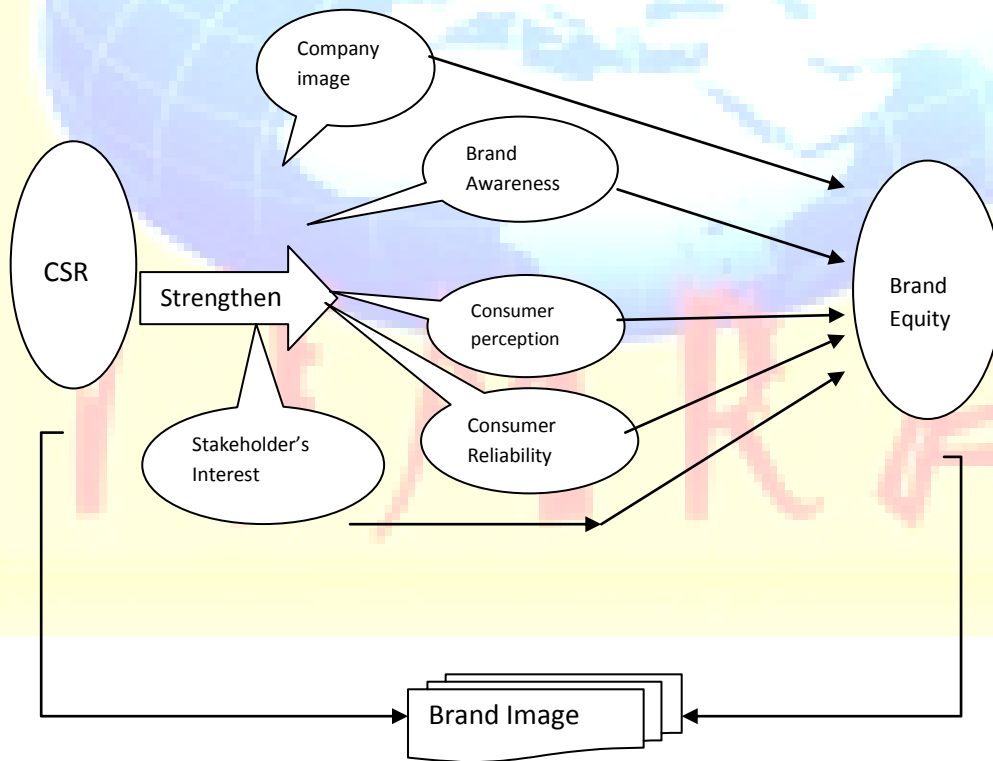 Company
image
Brand
Awareness
CSR
Strengthen
Consumer
perception
Brand
Equity
Stakeholder’s
Interest
Consumer
Reliability
Brand Image